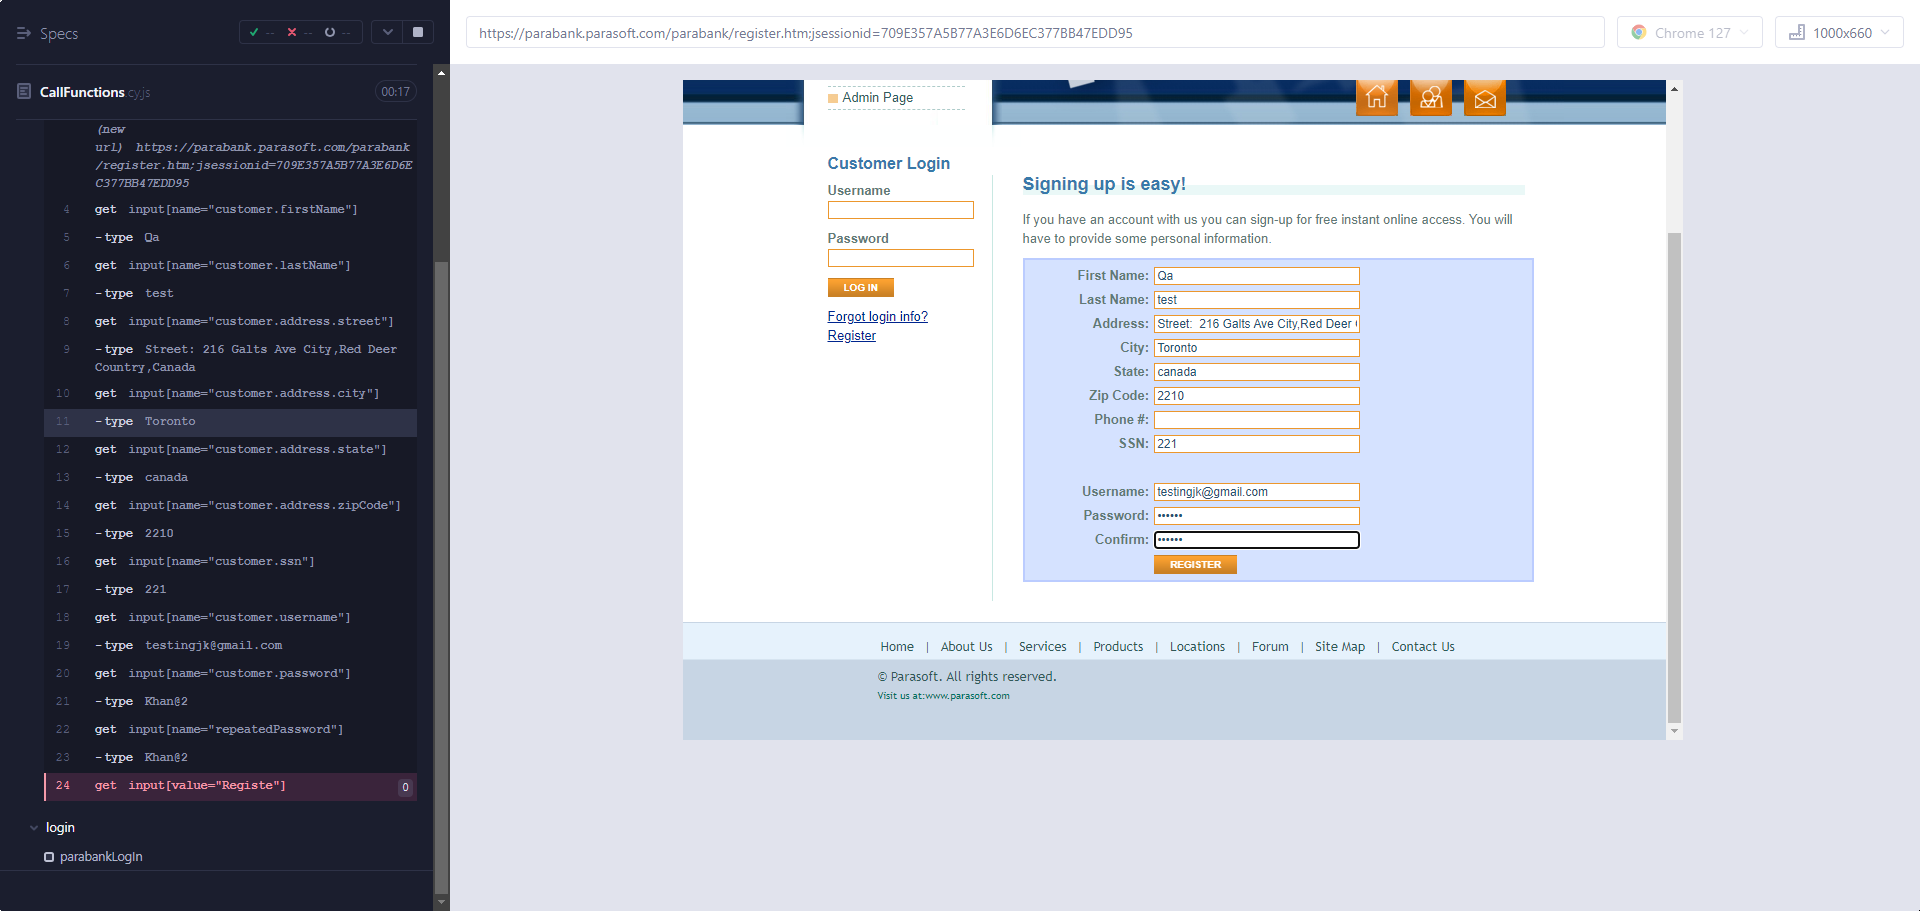 Specs
-- -- --
CallFunctions.cy.js
00:17
(new
url) https://parabank.parasoft.com/parabank
/register.htm;jsessionid=709E357A5B77A3E6D6E
C377BB47EDD95
4 get input[name="customer.firstName"]
5 -type Qa
6 get input[name="customer.lastName"]
7 -type test
8 get input[name="customer.address.street"]
9 -type Street: 216 Galts Ave City,Red Deer
Country,Canada
10 get input[name="customer.address.city"]
11 -type Toronto
12 get input[name="customer.address.state"]
13 -type canada
14 get input[name="customer.address.zipCode"]
15 -type 2210
16 get input[name="customer.ssn"]
17 -type 221
18 get input[name="customer.username"]
19 -type testingjk@gmail.com
20 get input[name="customer.password"]
21 -type Khan@2
22 get input[name="repeatedPassword"]
23 -type Khan@2
24 get input[value="Registe"] 0
login
parabankLogIn
https://parabank.parasoft.com/parabank/register.htm;jsessionid=709E357A5B77A3E6D6EC377BB47EDD95
Chrome 127
1000x660
Admin Page
Customer Login
Username
Password
LOG IN
Forgot login info?
Register
Signing up is easy!
If you have an account with us you can sign-up for free instant online access. You will
have to provide some personal information.
First Name: Qa
Last Name: test
Address: Street: 216 Galts Ave City,Red Deer
City: Toronto
State: canada
Zip Code: 2210
Phone #:
SSN: 221
Username: testingjk@gmail.com
Password: ••••••
Confirm: ••••••
REGISTER
Home | About Us | Services | Products | Locations | Forum | Site Map | Contact Us
© Parasoft. All rights reserved.
Visit us at:www.parasoft.com